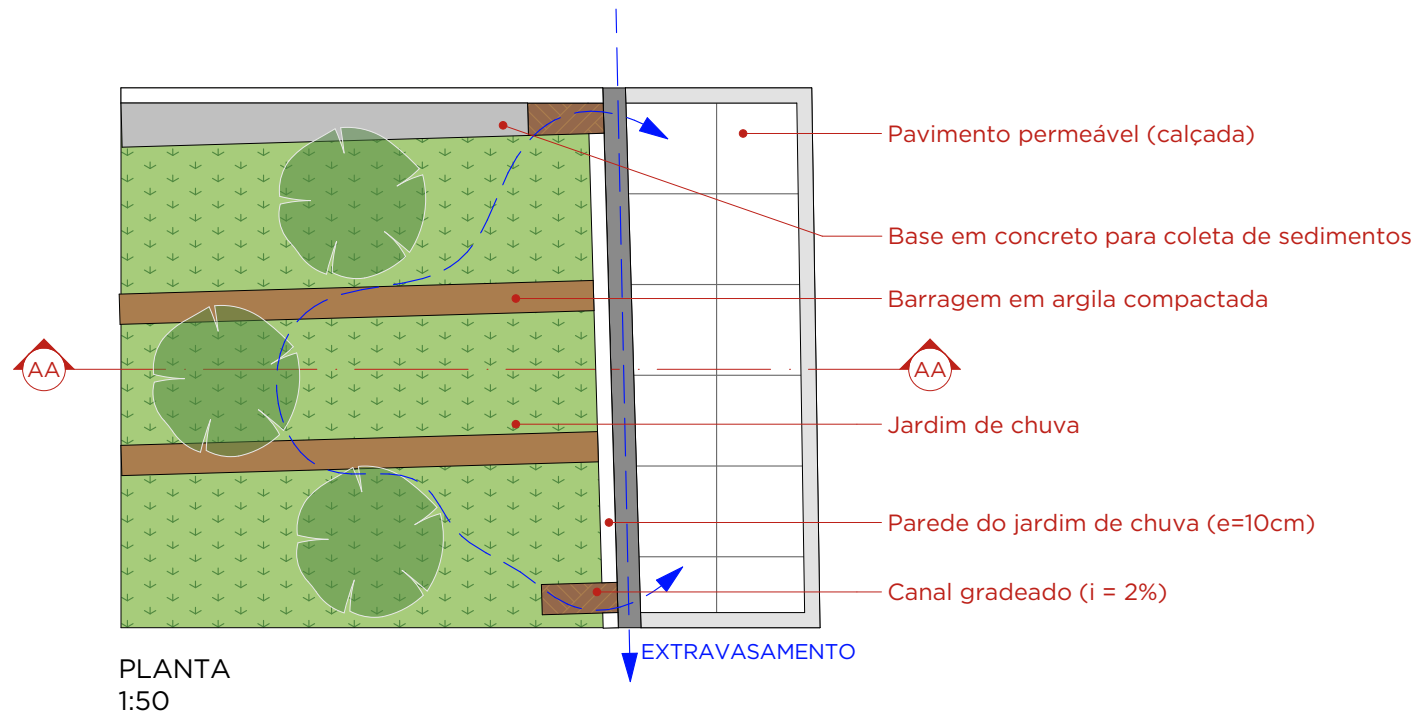 Pavimento permeável (calçada)
Base em concreto para coleta de sedimentos
Barragem em argila compactada
AA
AA
Jardim de chuva
Parede do jardim de chuva (e=10cm)
Canal gradeado (i = 2%)
EXTRAVASAMENTO
PLANTA
1:50